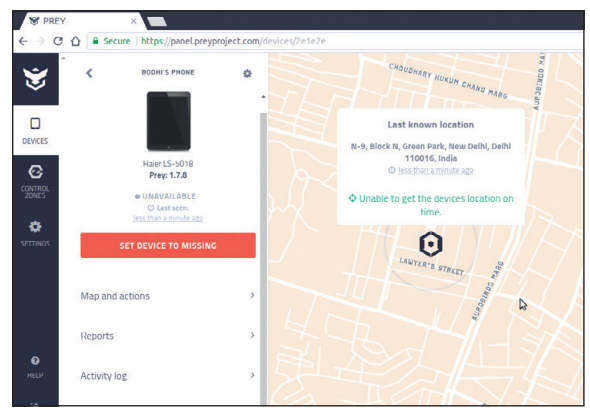 PREY
Secure | https://panel.preyproject.com/devices/2e1e2e
DEVICES
CONTROL
ZONES
SETTINGS
HELP
BODHI'S PHONE
Haier LS-5018
Prey: 1.7.8
UNAVAILABLE
Last seen:
less than a minute ago
SET DEVICE TO MISSING
Map and actions
Reports
Activity log
CHOUDHARY HUKUM CHAND MARG
AUROBINDO MAR
Last known location
N-9, Block N, Green Park, New Delhi, Delhi
110016, India
less than a minute ago
Unable to get the devices location on
time.
LAWYER'S STREET
AUROBINDO MARG